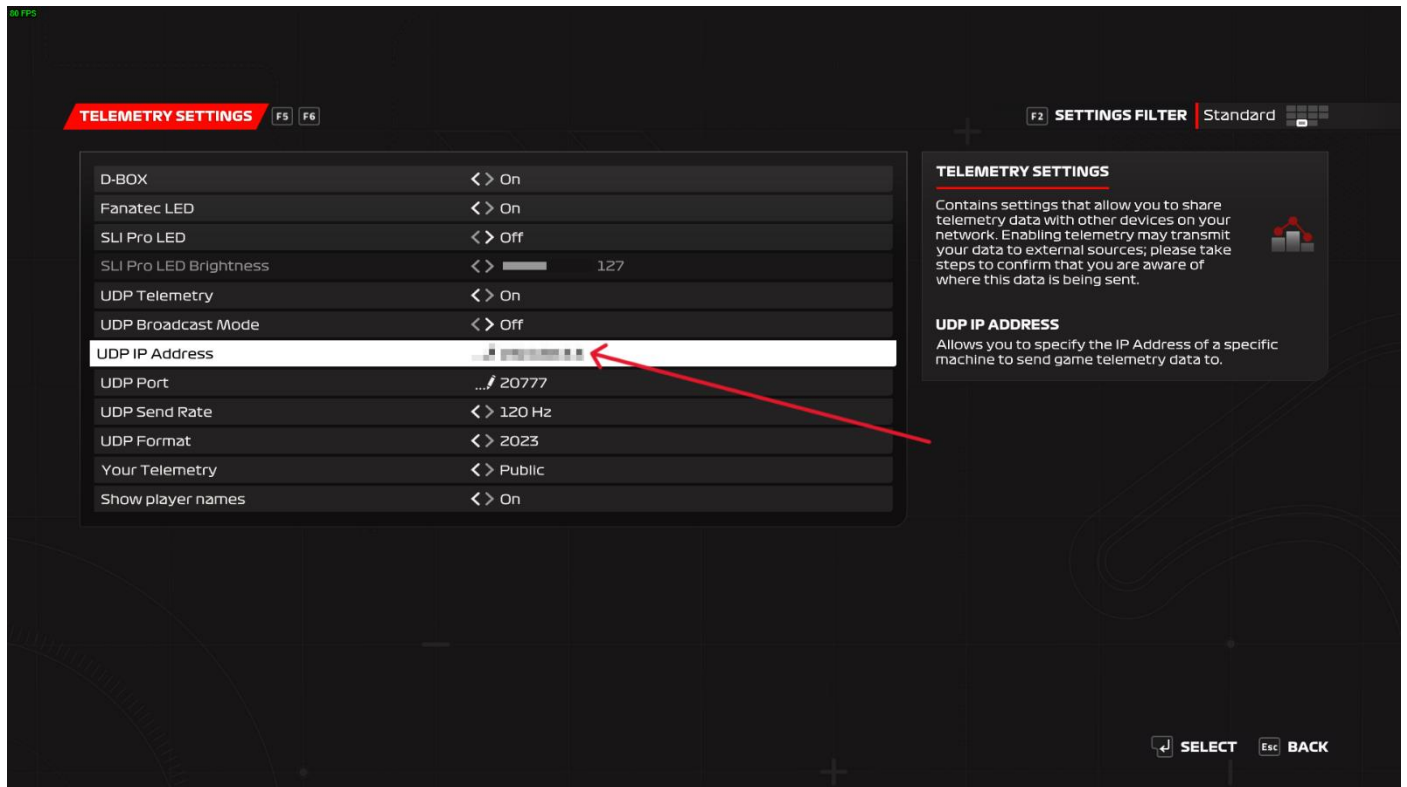 80 FPS
TELEMETRY SETTINGS F5 F6
F2 SETTINGS FILTER Standard
D-BOX On
Fanatec LED On
SLI Pro LED Off
SLI Pro LED Brightness 127
UDP Telemetry On
UDP Broadcast Mode Off
UDP IP Address
UDP Port ... 20777
UDP Send Rate 120 Hz
UDP Format 2023
Your Telemetry Public
Show player names On
TELEMETRY SETTINGS
Contains settings that allow you to share
telemetry data with other devices on your
network. Enabling telemetry may transmit
your data to external sources; please take
steps to confirm that you are aware of
where this data is being sent.
UDP IP ADDRESS
Allows you to specify the IP Address of a specific
machine to send game telemetry data to.
SELECT Esc BACK